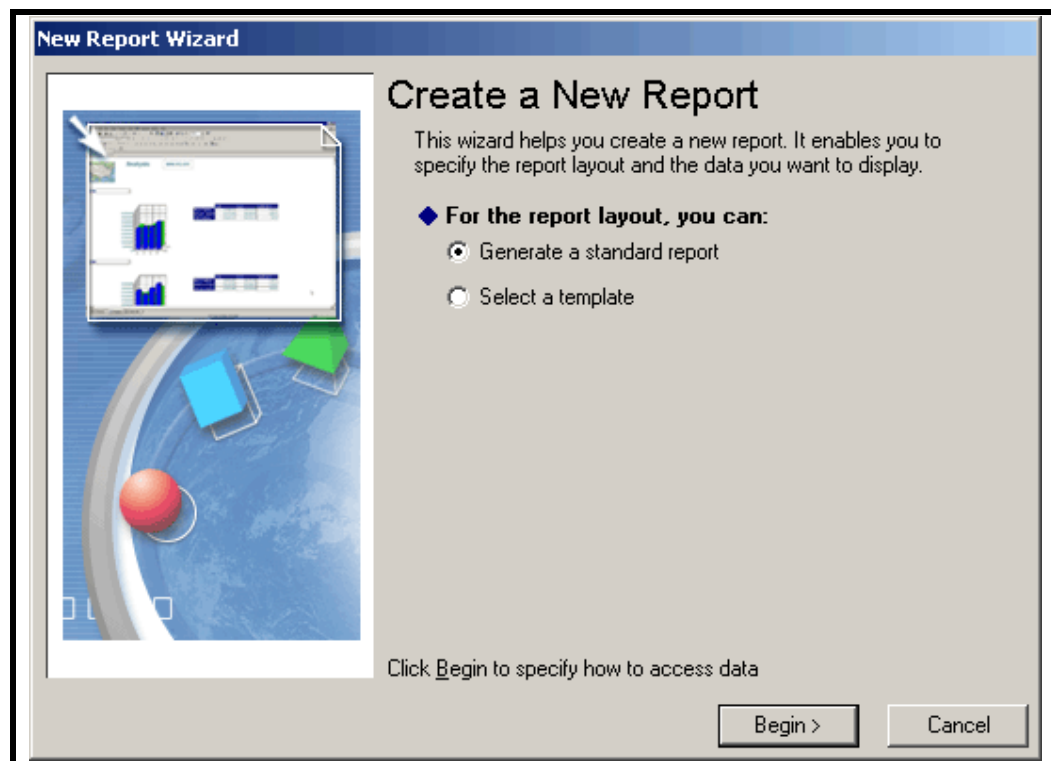 New Report Wizard
Create a New Report
This wizard helps you create a new report. It enables you to
specify the report layout and the data you want to display.
For the report layout, you can:
Generate a standard report
Select a template
Click Begin to specify how to access data
Begin >
Cancel